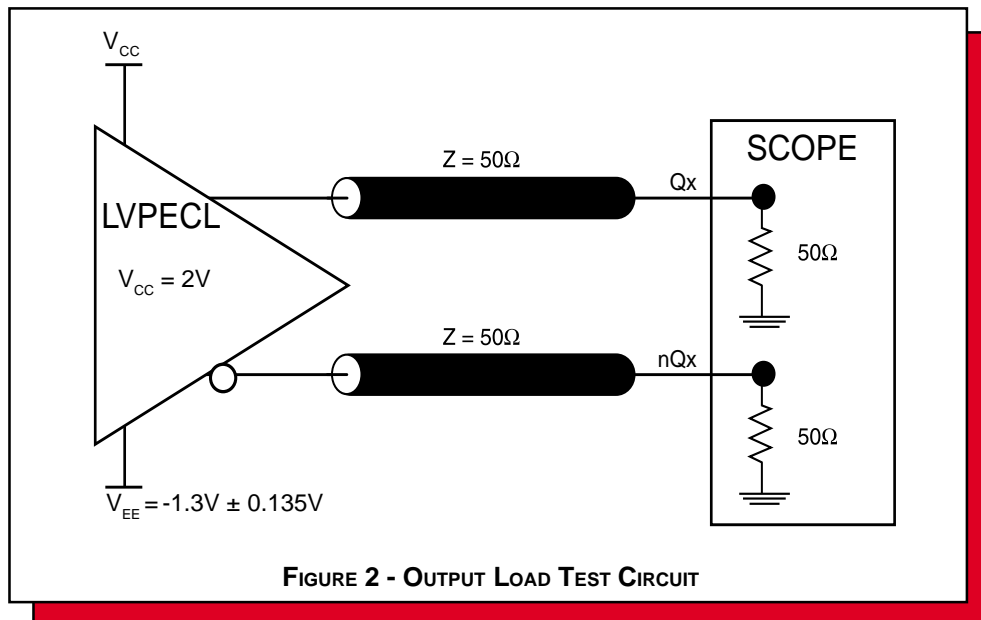 VCC
Z = 50Ω
SCOPE
Qx
LVPECL
50Ω
VCC = 2V
Z = 50Ω
nQx
50Ω
VEE = -1.3V ± 0.135V
FIGURE 2 - OUTPUT LOAD TEST CIRCUIT